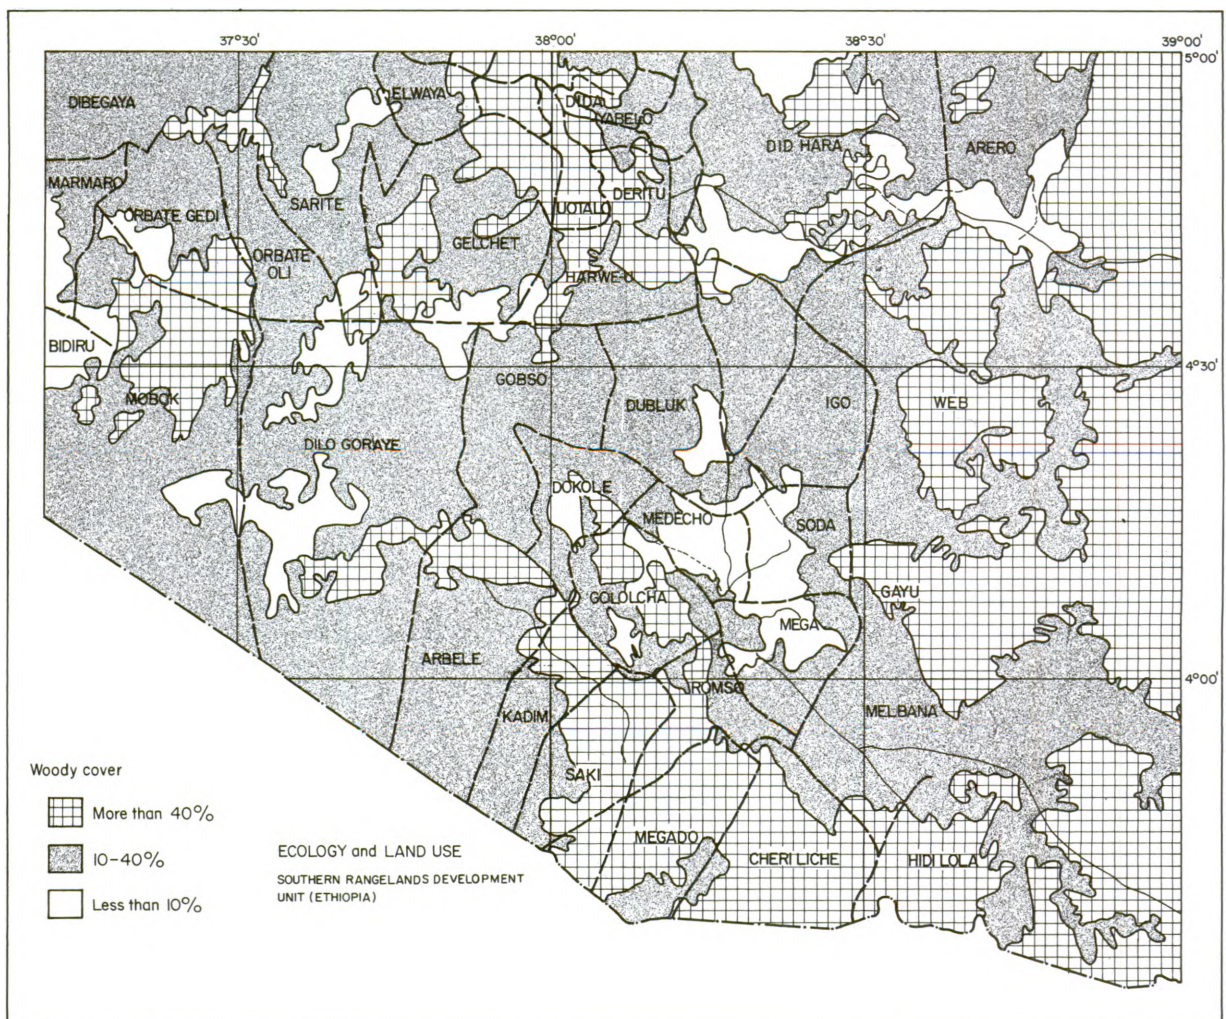 37°30' 38°00' 38°30' 39°00'
5°00'
DIBEGAYA
ELWAYA
DIDA
YABELO
DID HARA
ARERO
MARMARO
ORBATE GEDI
SARITE
DERITU
UOTALO
GELCHET
ORBATE
OLI
HARWE-U
BIDIRU
4°30'
GOBSO
MOBOK
DUBLUK
IGO
WEB
DILO GORAYE
DOKOLE
MEDECHO
SODA
GOLOLCHA
GAYU
MEGA
ARBELE
4°00'
ROMSO
KADIM
MELBANA
SAKI
MEGADO
CHERI LICHE
HIDI LOLA
Woody cover
More than 40%
10-40%
Less than 10%
ECOLOGY and LAND USE
SOUTHERN RANGELANDS DEVELOPMENT
UNIT (ETHIOPIA)